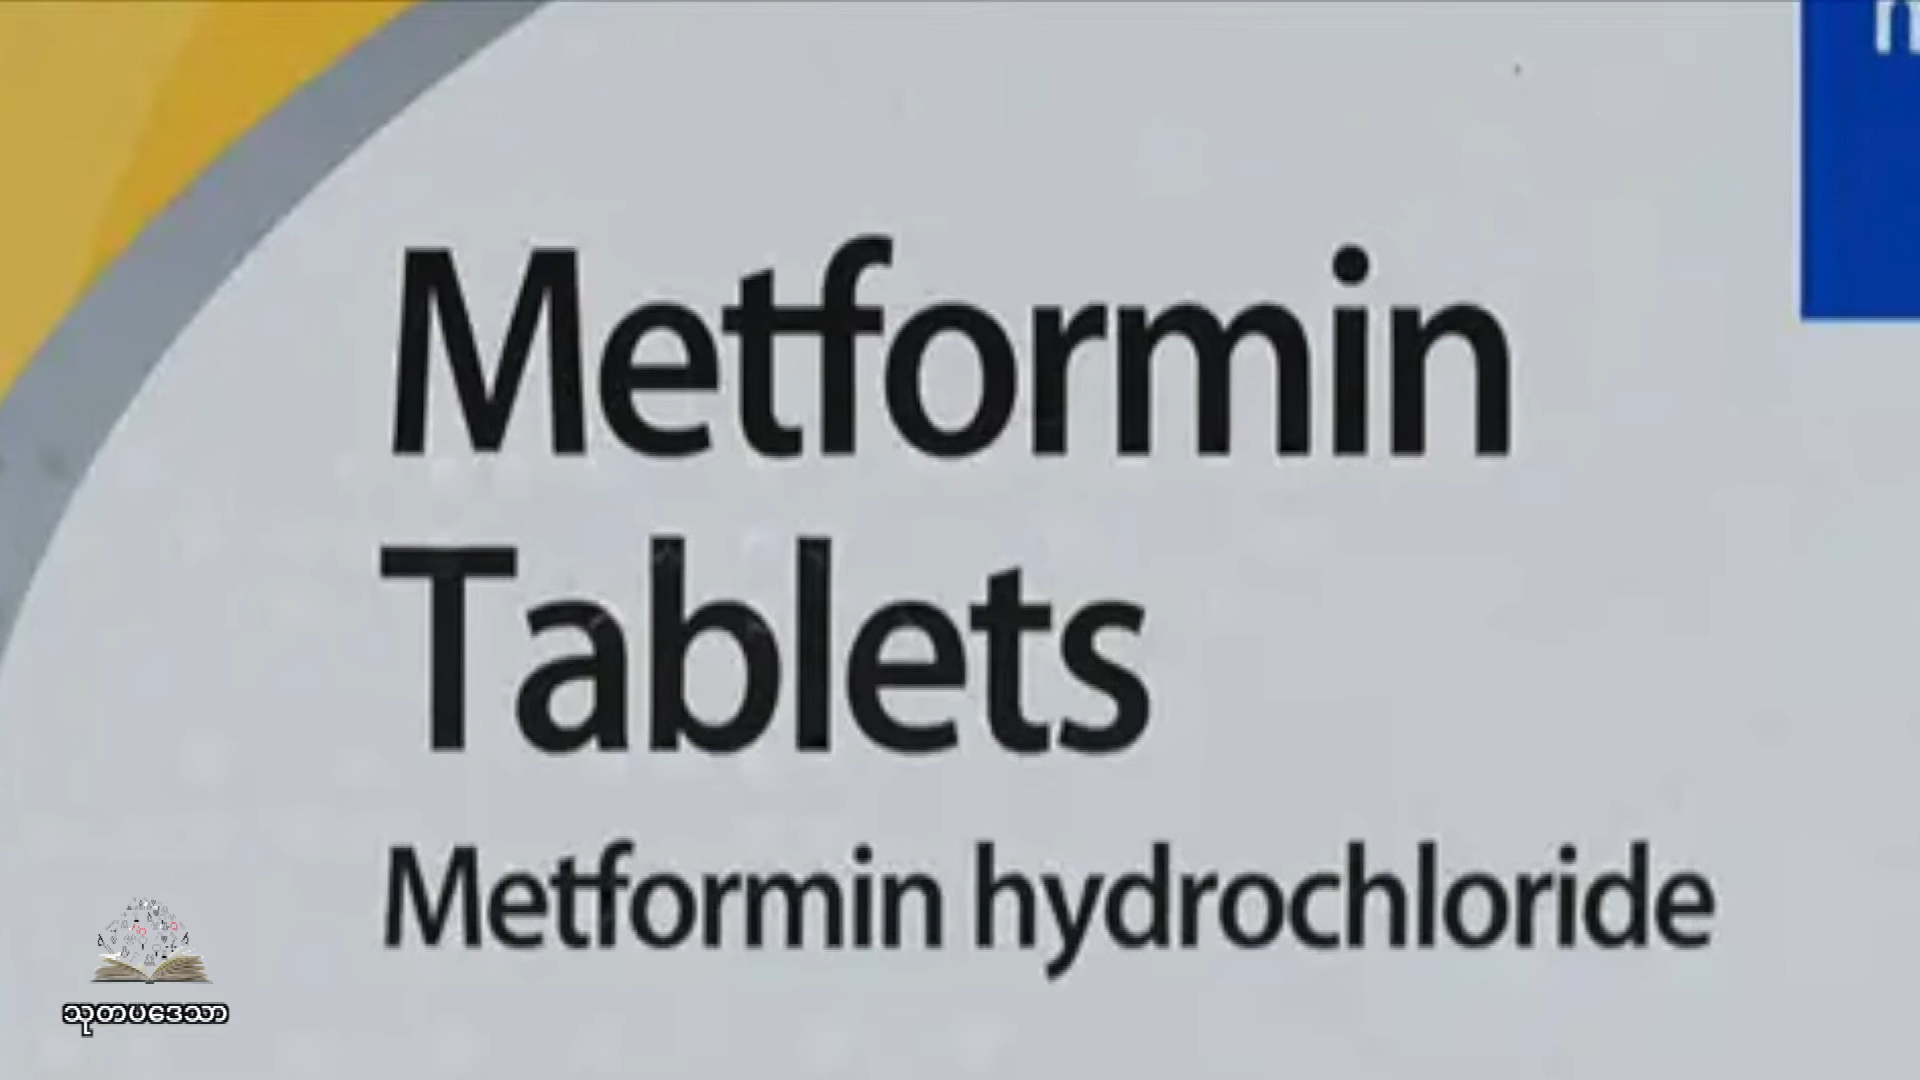 Metformin
Tablets
Metformin hydrochloride
သုတပဒေသာ